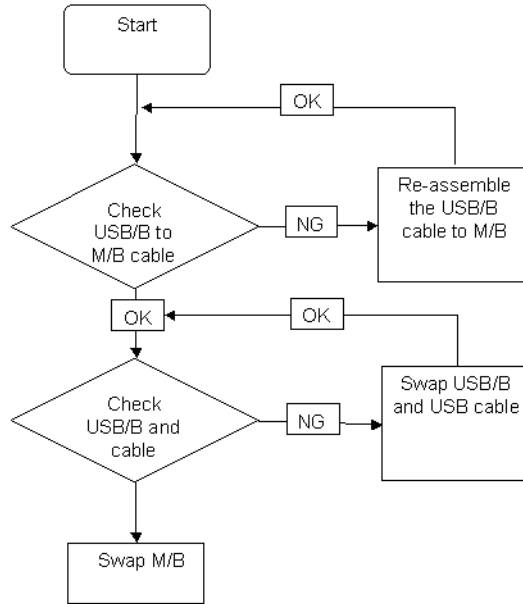 Start
OK
Check
USB/B to
M/B cable
NG
Re-assemble
the USB/B
cable to M/B
OK
OK
Check
USB/B and
cable
NG
Swap USB/B
and USB cable
Swap M/B